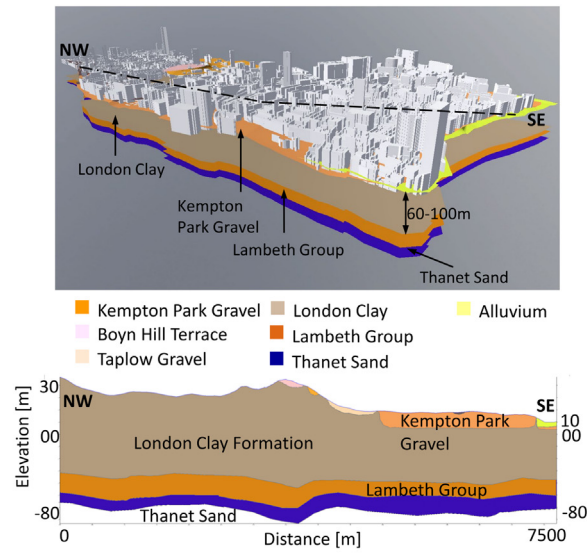 NW
SE
London Clay
Kempton
Park Gravel
60-100m
Lambeth Group
Thanet Sand
Kempton Park Gravel
London Clay
Alluvium
Boyn Hill Terrace
Lambeth Group
Taplow Gravel
Thanet Sand
Elevation [m]
30
00
-80
NW
SE
10
00
-80
London Clay Formation
Kempton Park
Gravel
Lambeth Group
Thanet Sand
0
Distance [m]
7500